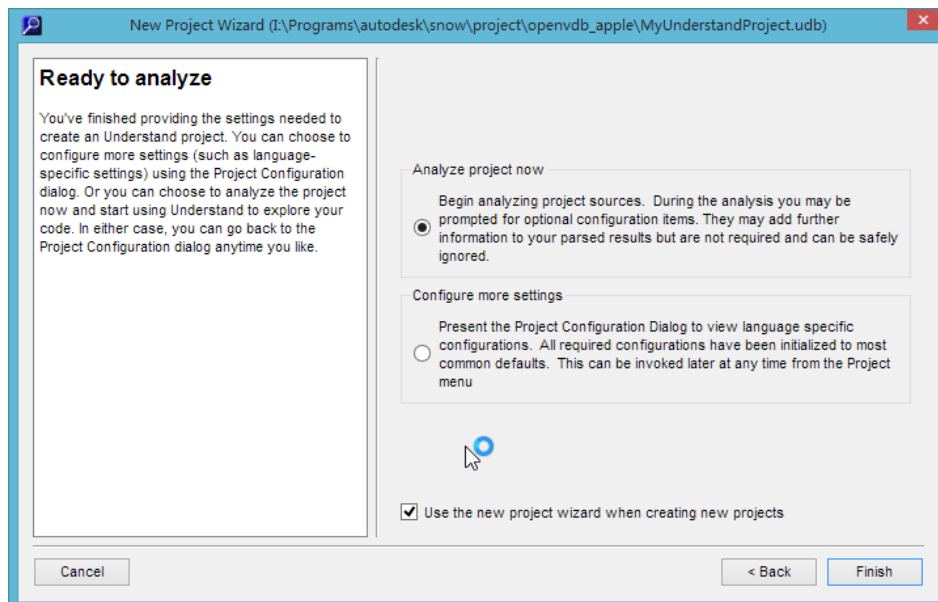 New Project Wizard (I:\Programs\autodesk\snow\project\openvdb_apple\MyUnderstandProject.udb)
Ready to analyze
You've finished providing the settings needed to
create an Understand project. You can choose to
configure more settings (such as language-
specific settings) using the Project Configuration
dialog. Or you can choose to analyze the project
now and start using Understand to explore your
code. In either case, you can go back to the
Project Configuration dialog anytime you like.
Analyze project now
Begin analyzing project sources. During the analysis you may be
prompted for optional configuration items. They may add further
information to your parsed results but are not required and can be safely
ignored.
Configure more settings
Present the Project Configuration Dialog to view language specific
configurations. All required configurations have been initialized to most
common defaults. This can be invoked later at any time from the Project
menu
Use the new project wizard when creating new projects
Cancel
< Back
Finish